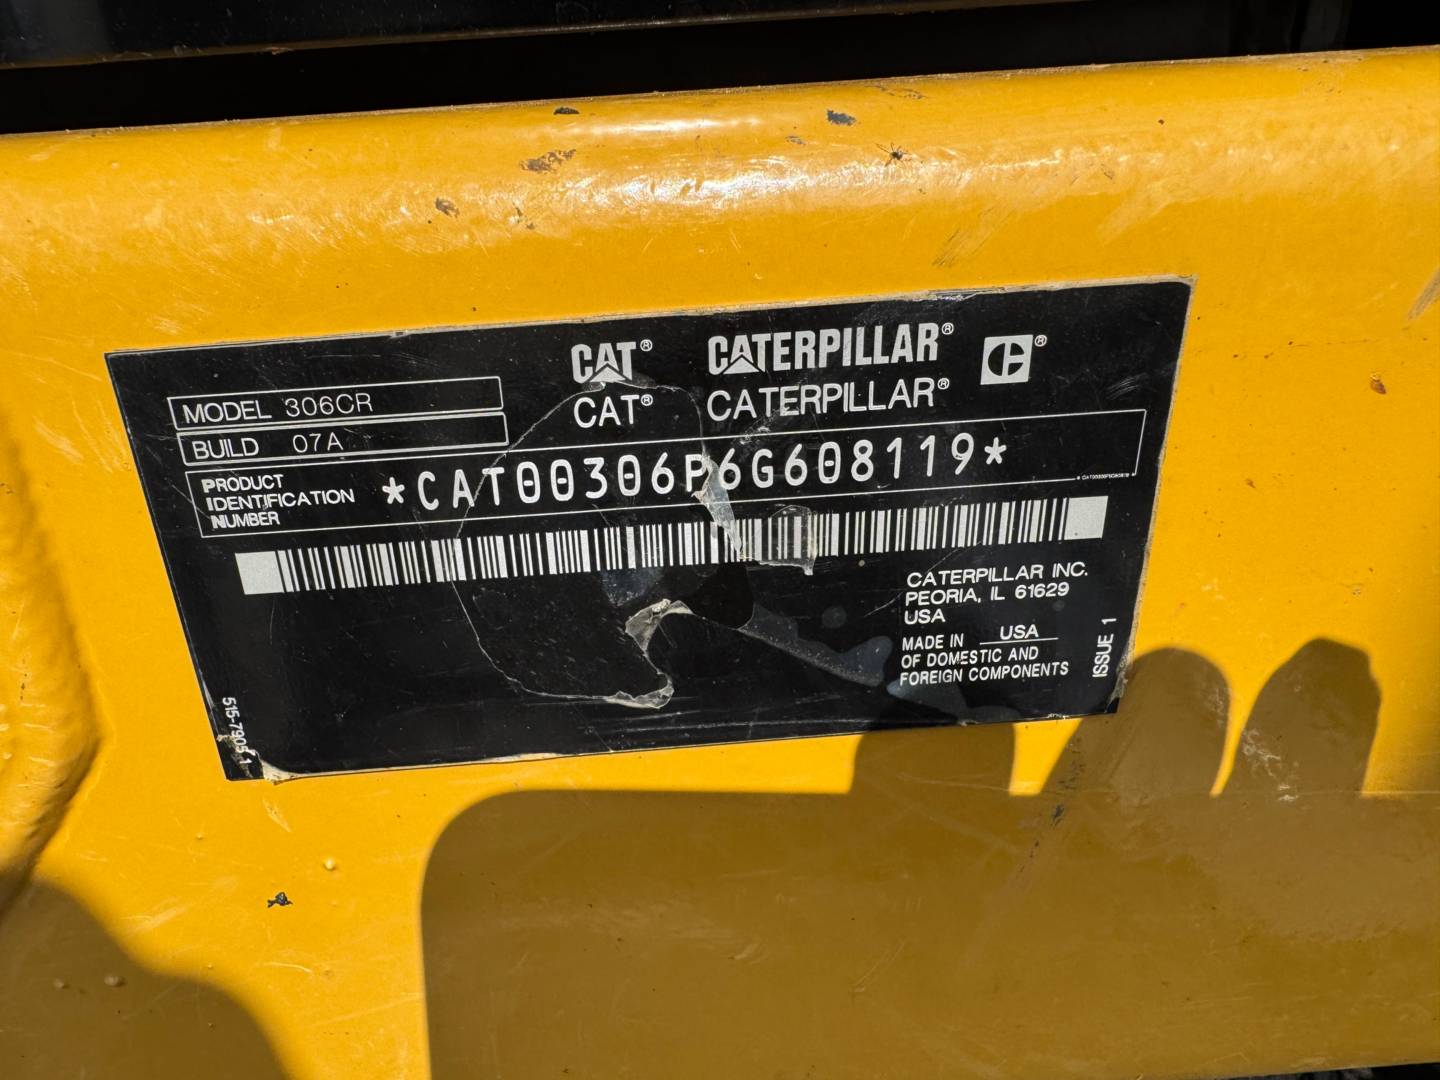 CAT® CATERPILLAR® C®
CAT® CATERPILLAR®
MODEL 306CR
BUILD 07A
PRODUCT IDENTIFICATION NUMBER *CAT00306P6G608119*
CATERPILLAR INC.
PEORIA, IL 61629
USA
MADE IN USA
OF DOMESTIC AND
FOREIGN COMPONENTS
ISSUE 1